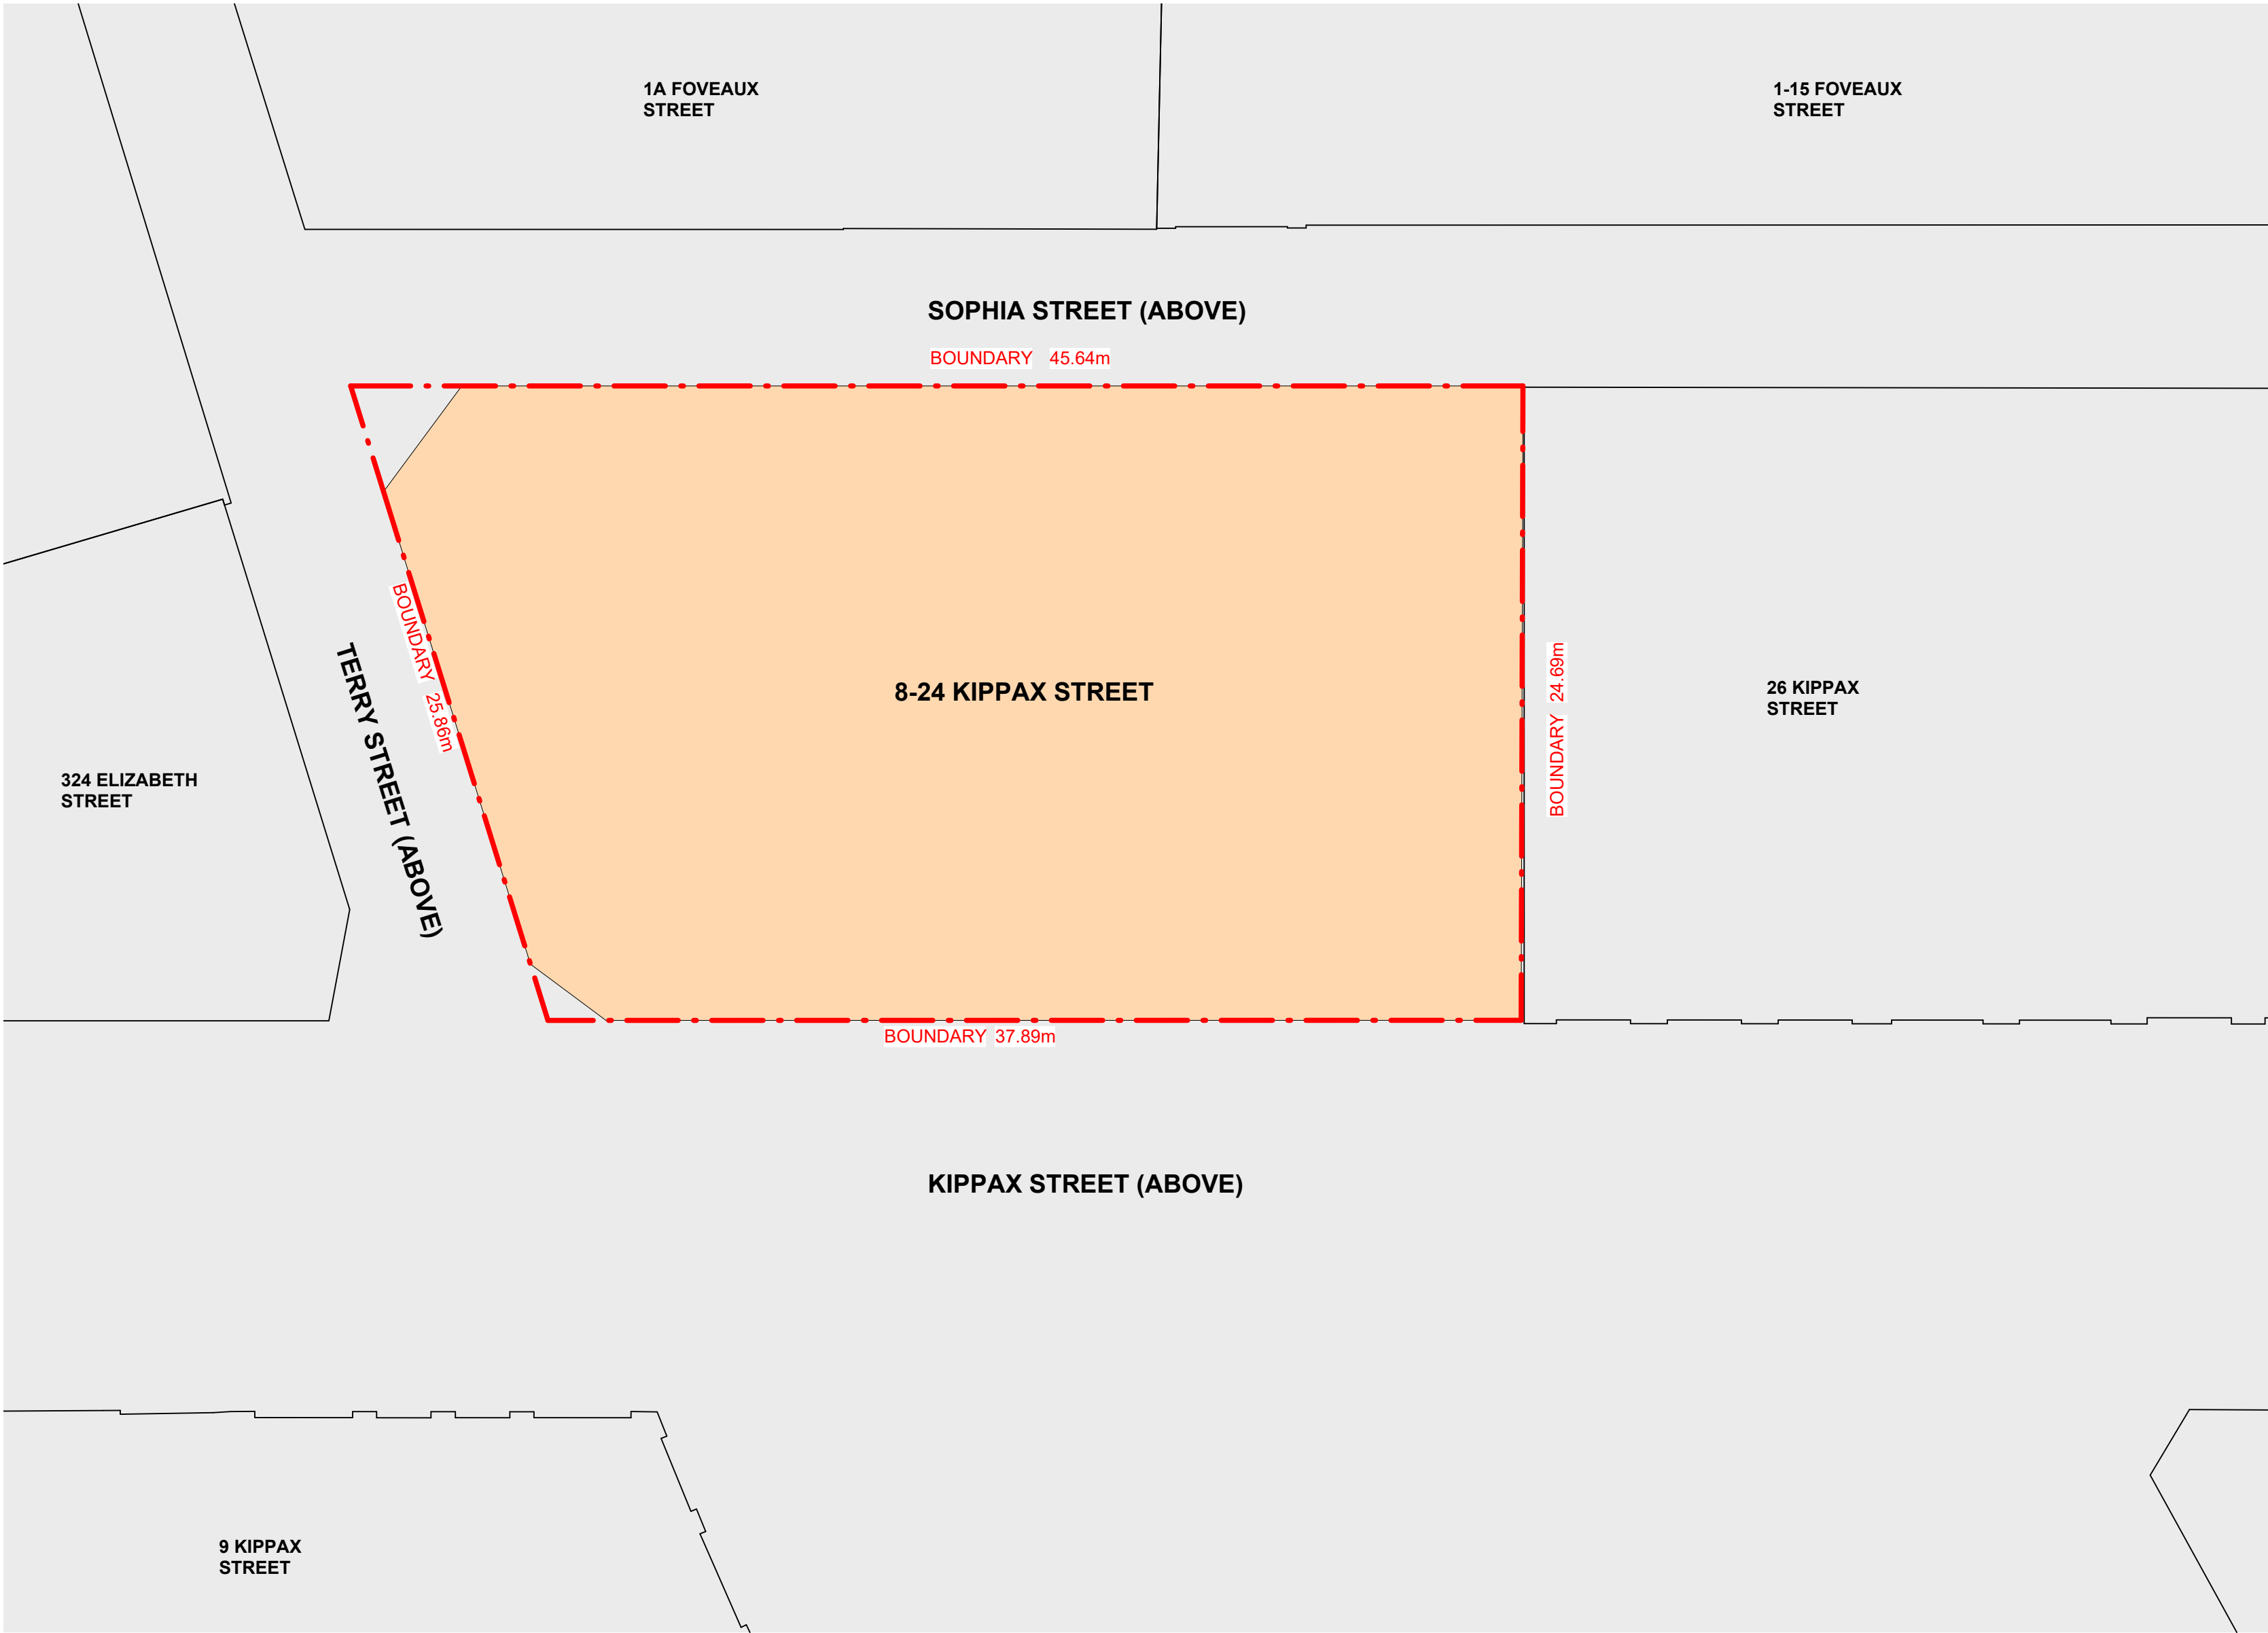 1A FOVEAUX
STREET
1-15 FOVEAUX
STREET
SOPHIA STREET (ABOVE)
BOUNDARY 45.64m
BOUNDARY 25.86m
TERRY STREET (ABOVE)
8-24 KIPPAX STREET
BOUNDARY 24.69m
26 KIPPAX
STREET
324 ELIZABETH
STREET
BOUNDARY 37.89m
KIPPAX STREET (ABOVE)
9 KIPPAX
STREET